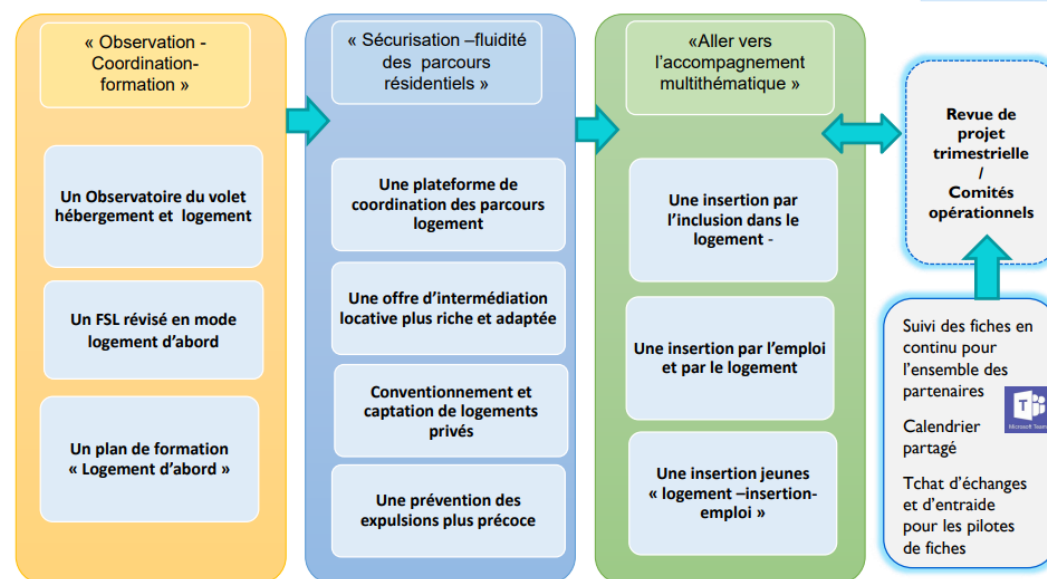 « Observation -
Coordination-
formation »
Un Observatoire du volet
hébergement et logement
Un FSL révisé en mode
logement d’abord
Un plan de formation
« Logement d’abord »
« Sécurisation –fluidité
des parcours
résidentiels »
Une plateforme de
coordination des parcours
logement
Une offre d’intermédiation
locative plus riche et adaptée
Conventionnement et
captation de logements
privés
Une prévention des
expulsions plus précoce
«Aller vers
l’accompagnement
multithématique »
Une insertion par
l’inclusion dans le
logement -
Une insertion par l’emploi
et par le logement
Une insertion jeunes
« logement –insertion-
emploi »
Revue de
projet
trimestrielle
/
Comités
opérationnels
Suivi des fiches en
continu pour
l’ensemble des
partenaires
Calendrier
partagé
Tchat d’échanges
et d’entraide
pour les pilotes
de fiches
T
Microsoft Teams